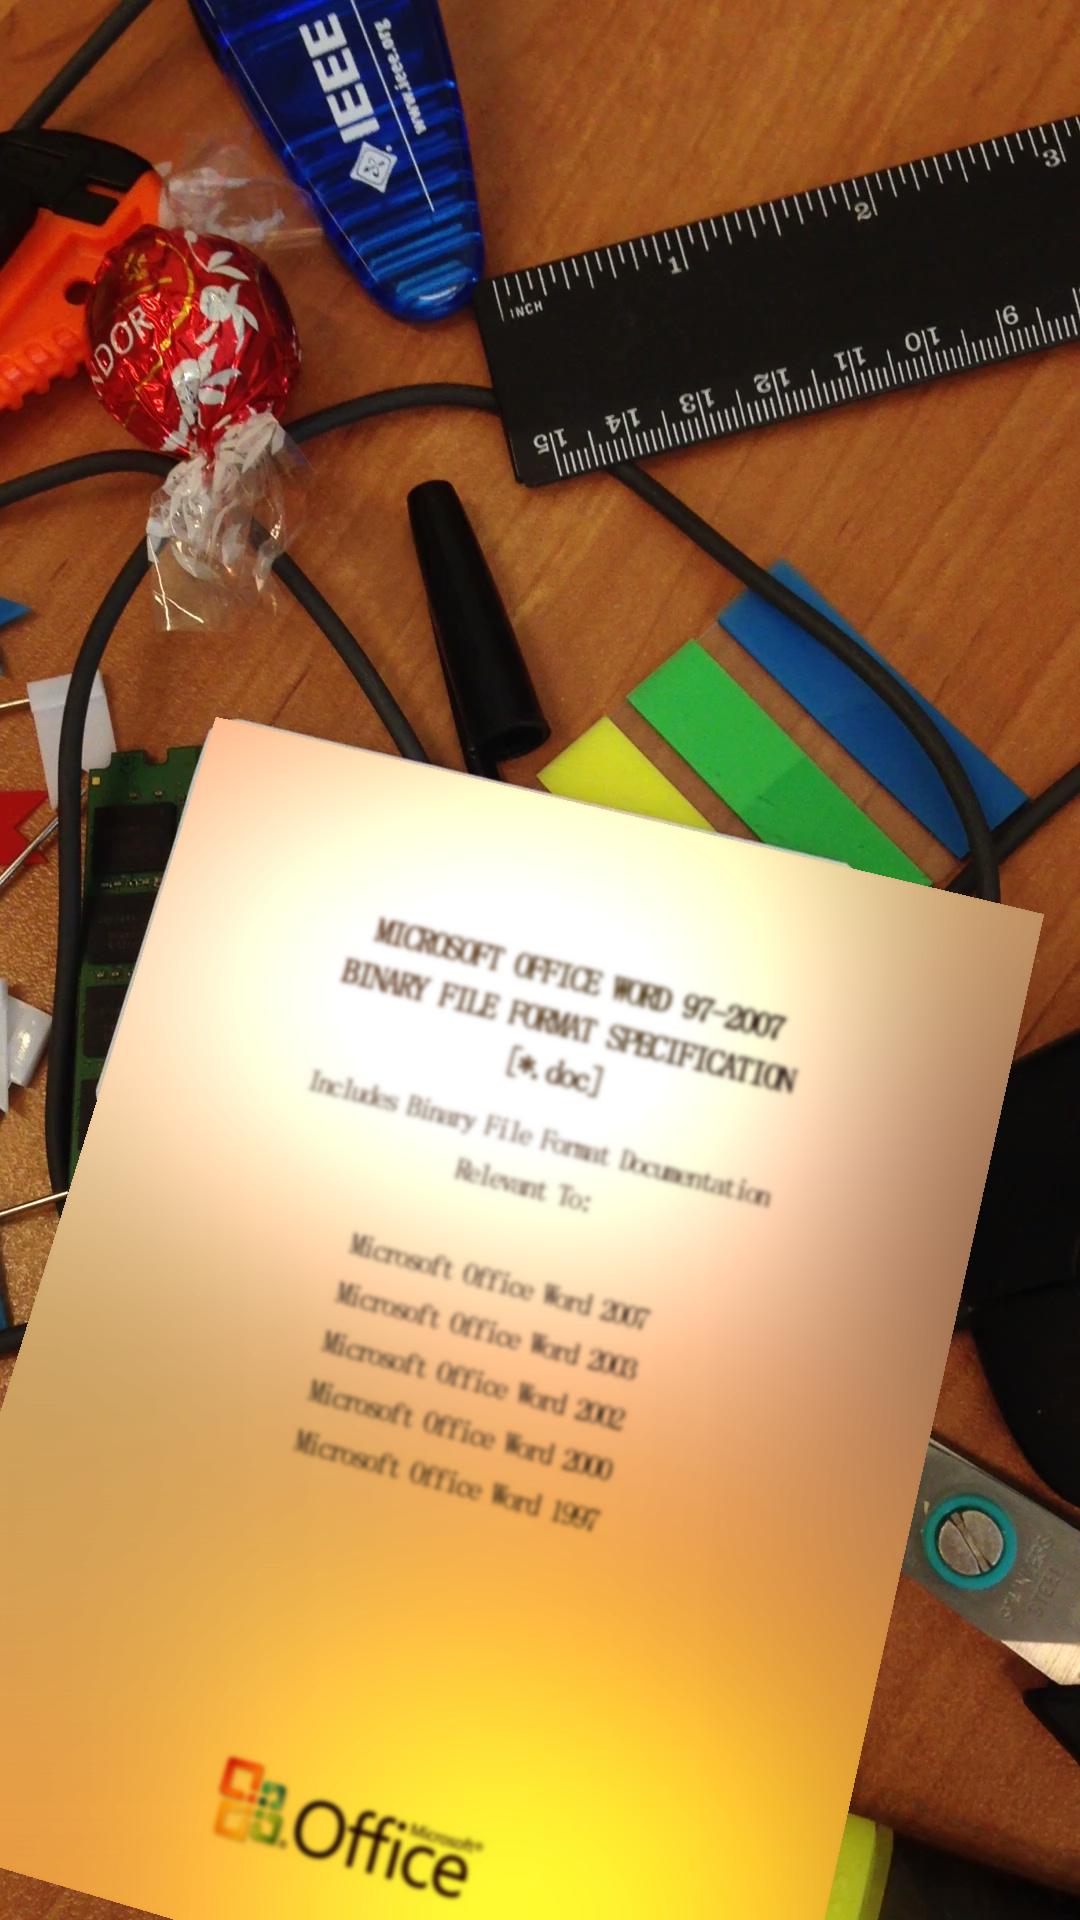 IEEE
www.ieee.org
DOR
INCH
1 2 3
15 14 13 12 11 10 9
MICROSOFT OFFICE WORD 97-2007
BINARY FILE FORMAT SPECIFICATION
[*.doc]
Includes Binary File Format Documentation
Relevant To:
Microsoft Office Word 2007
Microsoft Office Word 2003
Microsoft Office Word 2002
Microsoft Office Word 2000
Microsoft Office Word 1997
STEEL
Microsoft®
Office